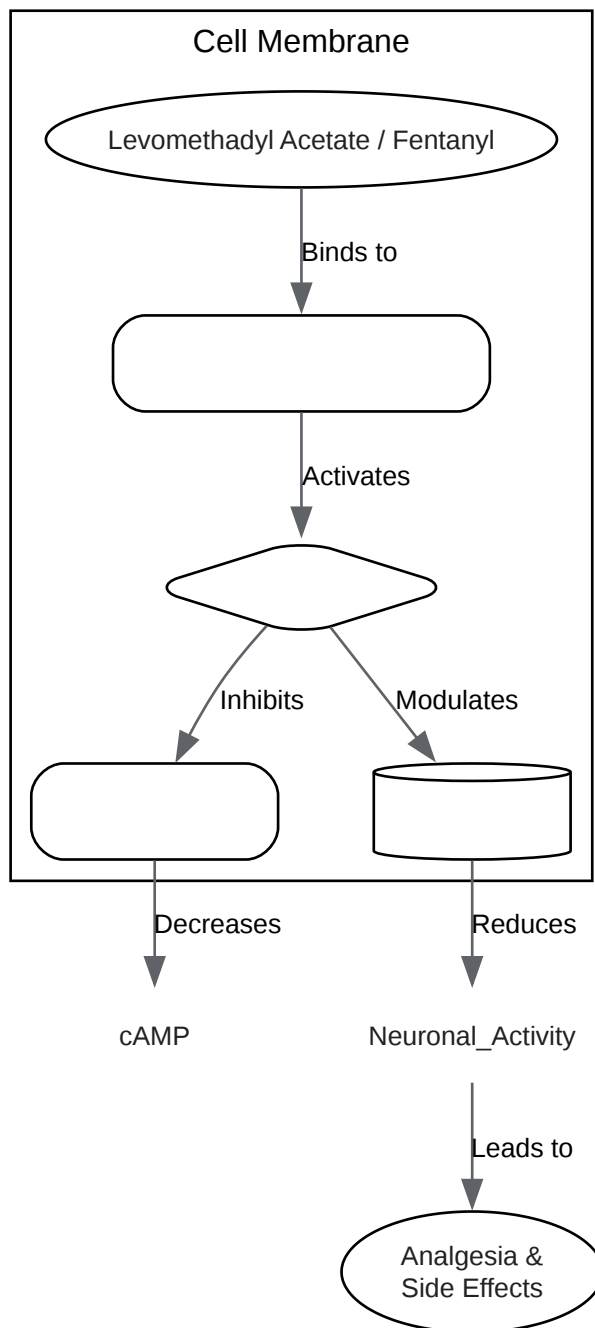 Cell Membrane
Levomethadyl Acetate / Fentanyl
Binds to
Activates
Inhibits
Modulates
Decreases
Reduces
cAMP
Neuronal_Activity
Leads to
Analgesia &
Side Effects